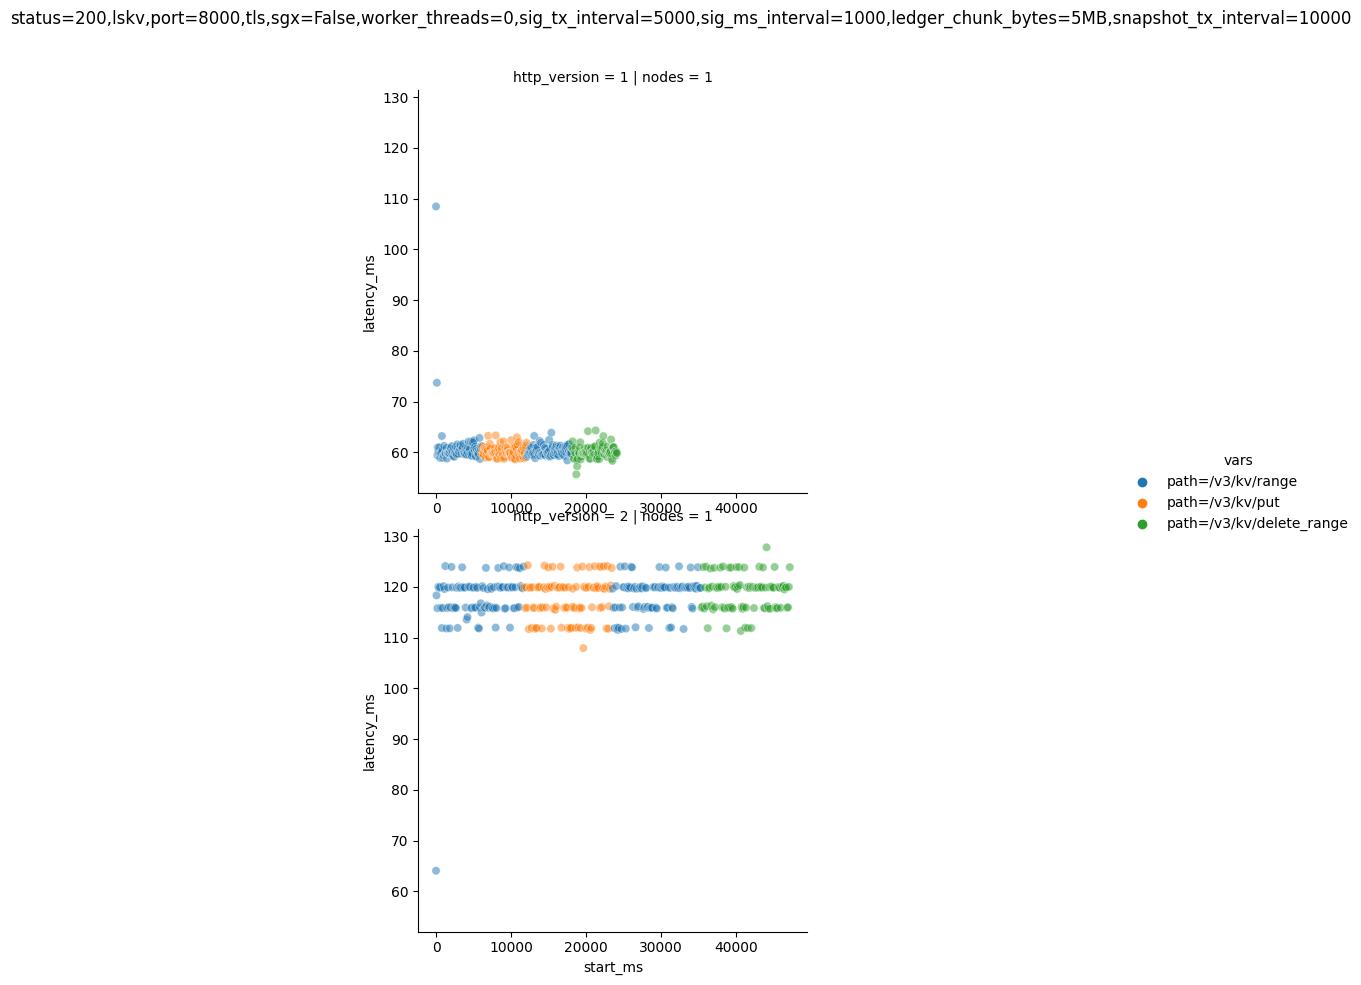 status=200,lskv,port=8000,tls,sgx=False,worker_threads=0,sig_tx_interval=5000,sig_ms_interval=1000,ledger_chunk_bytes=5MB,snapshot_tx_interval=10000
http_version = 1 | nodes = 1
130
120
110
100
90
80
70
60
latency_ms
0 10000 20000 30000 40000
http_version = 2 | nodes = 1
130
120
110
100
90
80
70
60
latency_ms
0 10000 20000 30000 40000
start_ms
vars
path=/v3/kv/range
path=/v3/kv/put
path=/v3/kv/delete_range